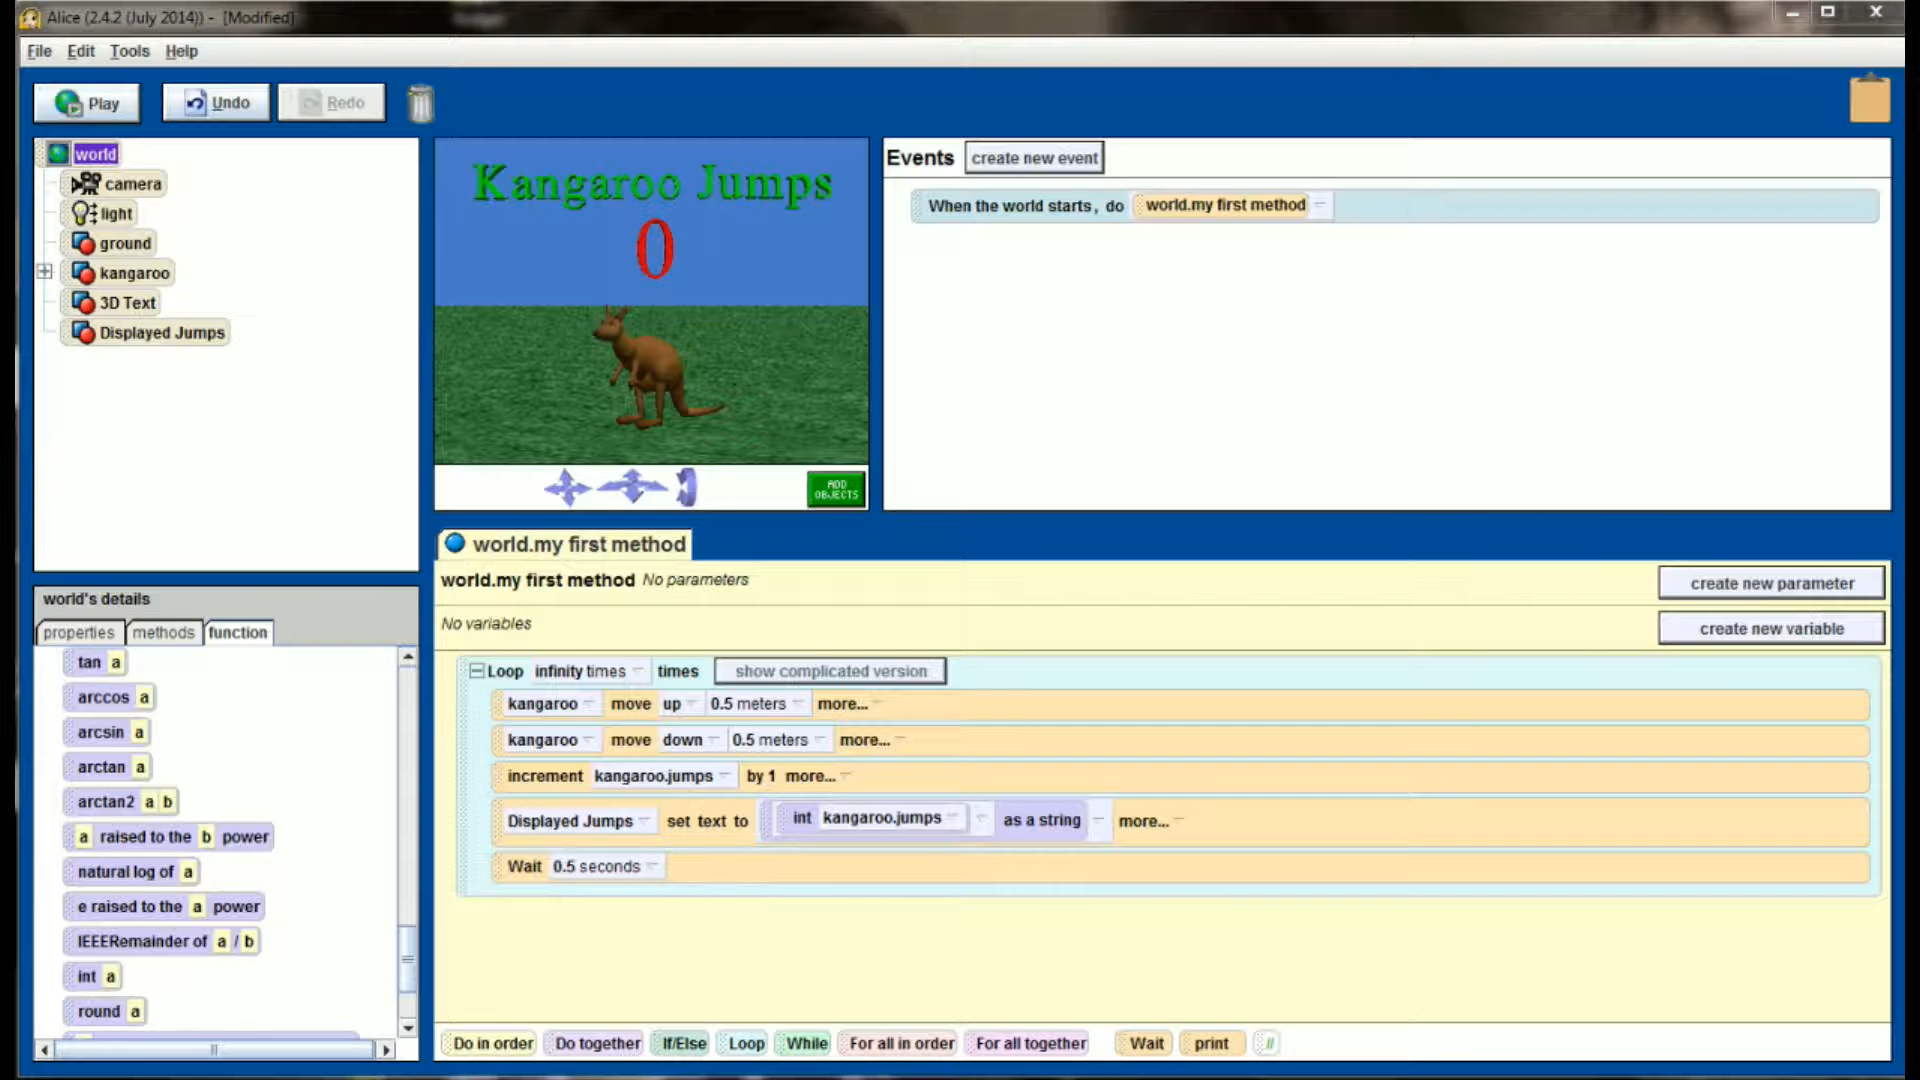 Alice (2.4.2 (July 2014)) - [Modified]
File Edit Tools Help
Play Undo Redo
world
camera
light
ground
kangaroo
3D Text
Displayed Jumps
Kangaroo Jumps
0
ADD
OBJECTS
Events create new event
When the world starts, do world.my first method
world's details
properties methods function
tan a
arccos a
arcsin a
arctan a
arctan2 a b
a raised to the b power
natural log of a
e raised to the a power
IEEERemainder of a / b
int a
round a
world.my first method
world.my first method No parameters
create new parameter
No variables
create new variable
Loop infinity times times show complicated version
kangaroo move up 0.5 meters more...
kangaroo move down 0.5 meters more...
increment kangaroo.jumps by 1 more...
Displayed Jumps set text to int kangaroo.jumps as a string more...
Wait 0.5 seconds
Do in order Do together If/Else Loop While For all in order For all together Wait print //